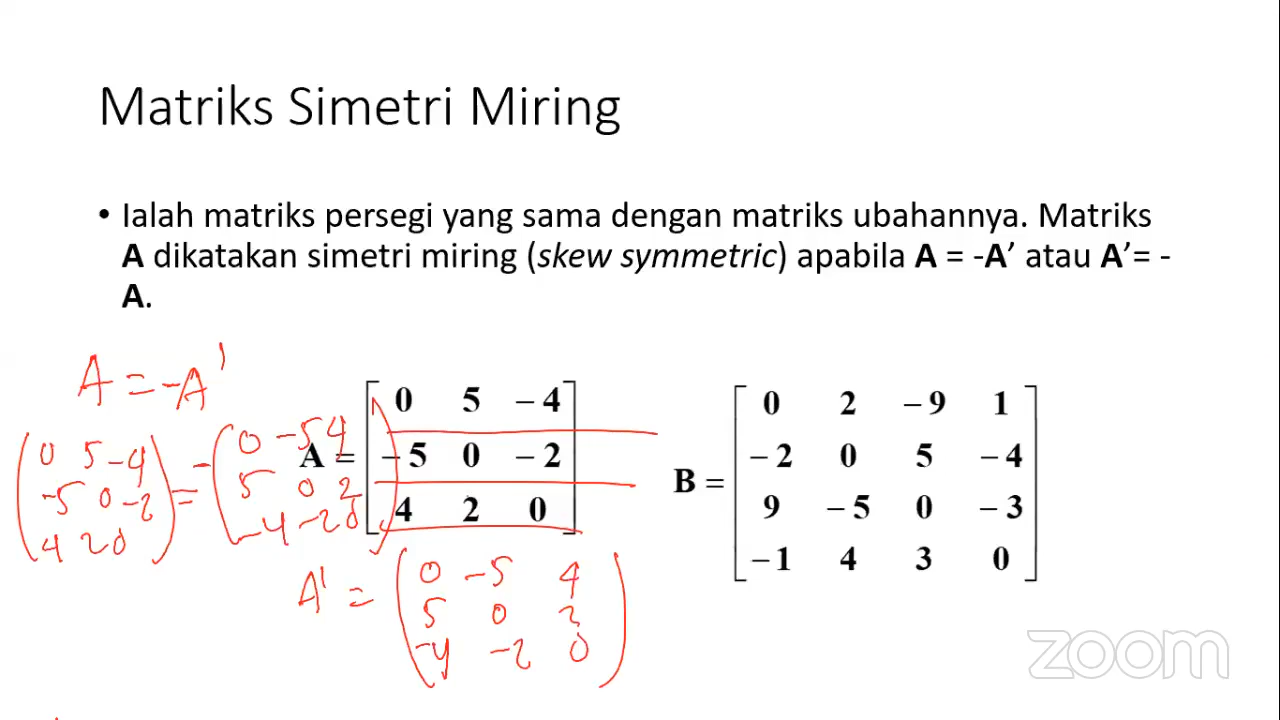 Matriks Simetri Miring
• Ialah matriks persegi yang sama dengan matriks ubahannya. Matriks
A dikatakan simetri miring (skew symmetric) apabila A = -A’ atau A’= -
A.
A = -A'
(0 5 -4
-5 0 -2
4 2 0) = -(0 -5 4
5 0 2
-4 -2 0)
A = [0 5 − 4
− 5 0 − 2
4 2 0]
B = [0 2 − 9 1
− 2 0 5 − 4
9 − 5 0 − 3
− 1 4 3 0]
A' = (0 -5 4
5 0 2
-4 -2 0)
zoom